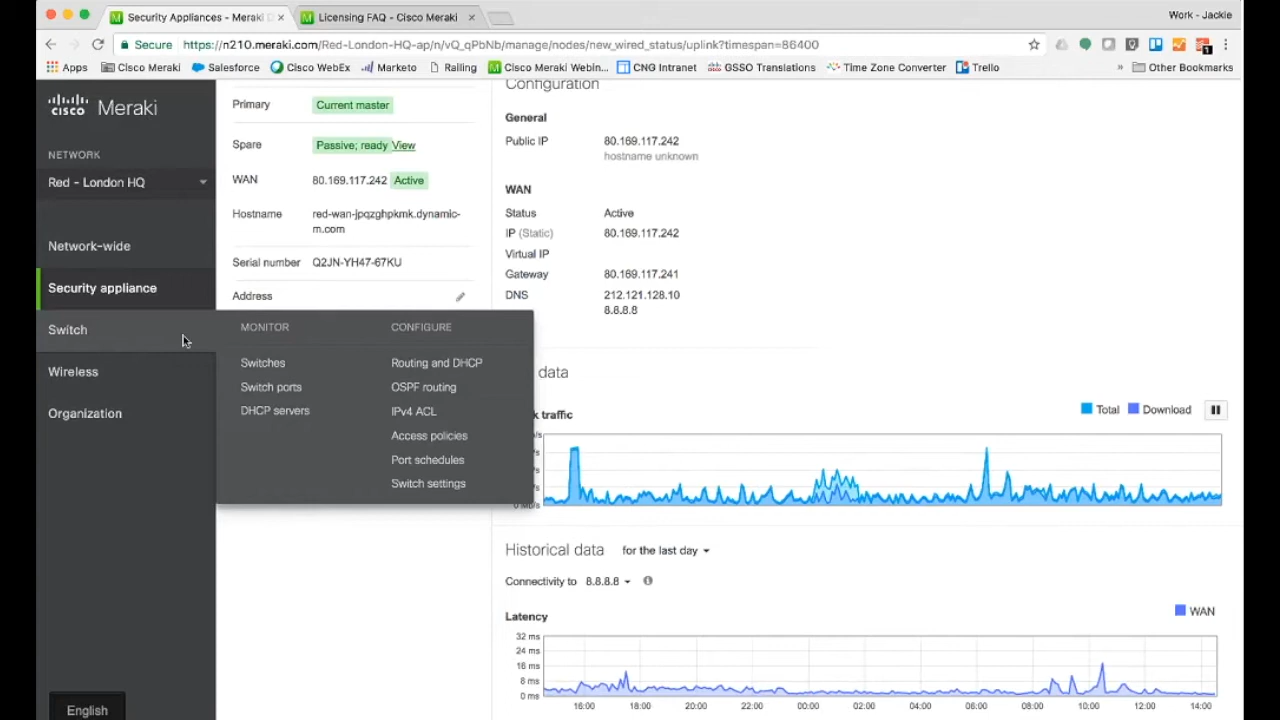 Security Appliances - Meraki D
Licensing FAQ - Cisco Meraki
Work - Jackie
Secure
https://n210.meraki.com/Red-London-HQ-ap/n/vQ_qPbNb/manage/nodes/new_wired_status/uplink?timespan=86400
Apps
Cisco Meraki
Salesforce
Cisco WebEx
Marketo
Railing
Cisco Meraki Webin...
CNG Intranet
GSSO Translations
Time Zone Converter
Trello
»
Other Bookmarks
cisco Meraki
NETWORK
Red - London HQ
Network-wide
Security appliance
Switch
Wireless
Organization
English
Primary Current master
Spare Passive; ready View
WAN 80.169.117.242 Active
Hostname red-wan-jpqzghpkmk.dynamic-
m.com
Serial number Q2JN-YH47-67KU
Address
MONITOR
Switches
Switch ports
DHCP servers
CONFIGURE
Routing and DHCP
OSPF routing
IPv4 ACL
Access policies
Port schedules
Switch settings
Configuration
General
Public IP 80.169.117.242
hostname unknown
WAN
Status Active
IP (Static) 80.169.117.242
Virtual IP
Gateway 80.169.117.241
DNS 212.121.128.10
8.8.8.8
data
k traffic
Total Download
0 Mb/s
Historical data for the last day
Connectivity to 8.8.8.8
Latency
WAN
32 ms
24 ms
16 ms
8 ms
0 ms
16:00 18:00 20:00 22:00 00:00 02:00 04:00 06:00 08:00 10:00 12:00 14:00